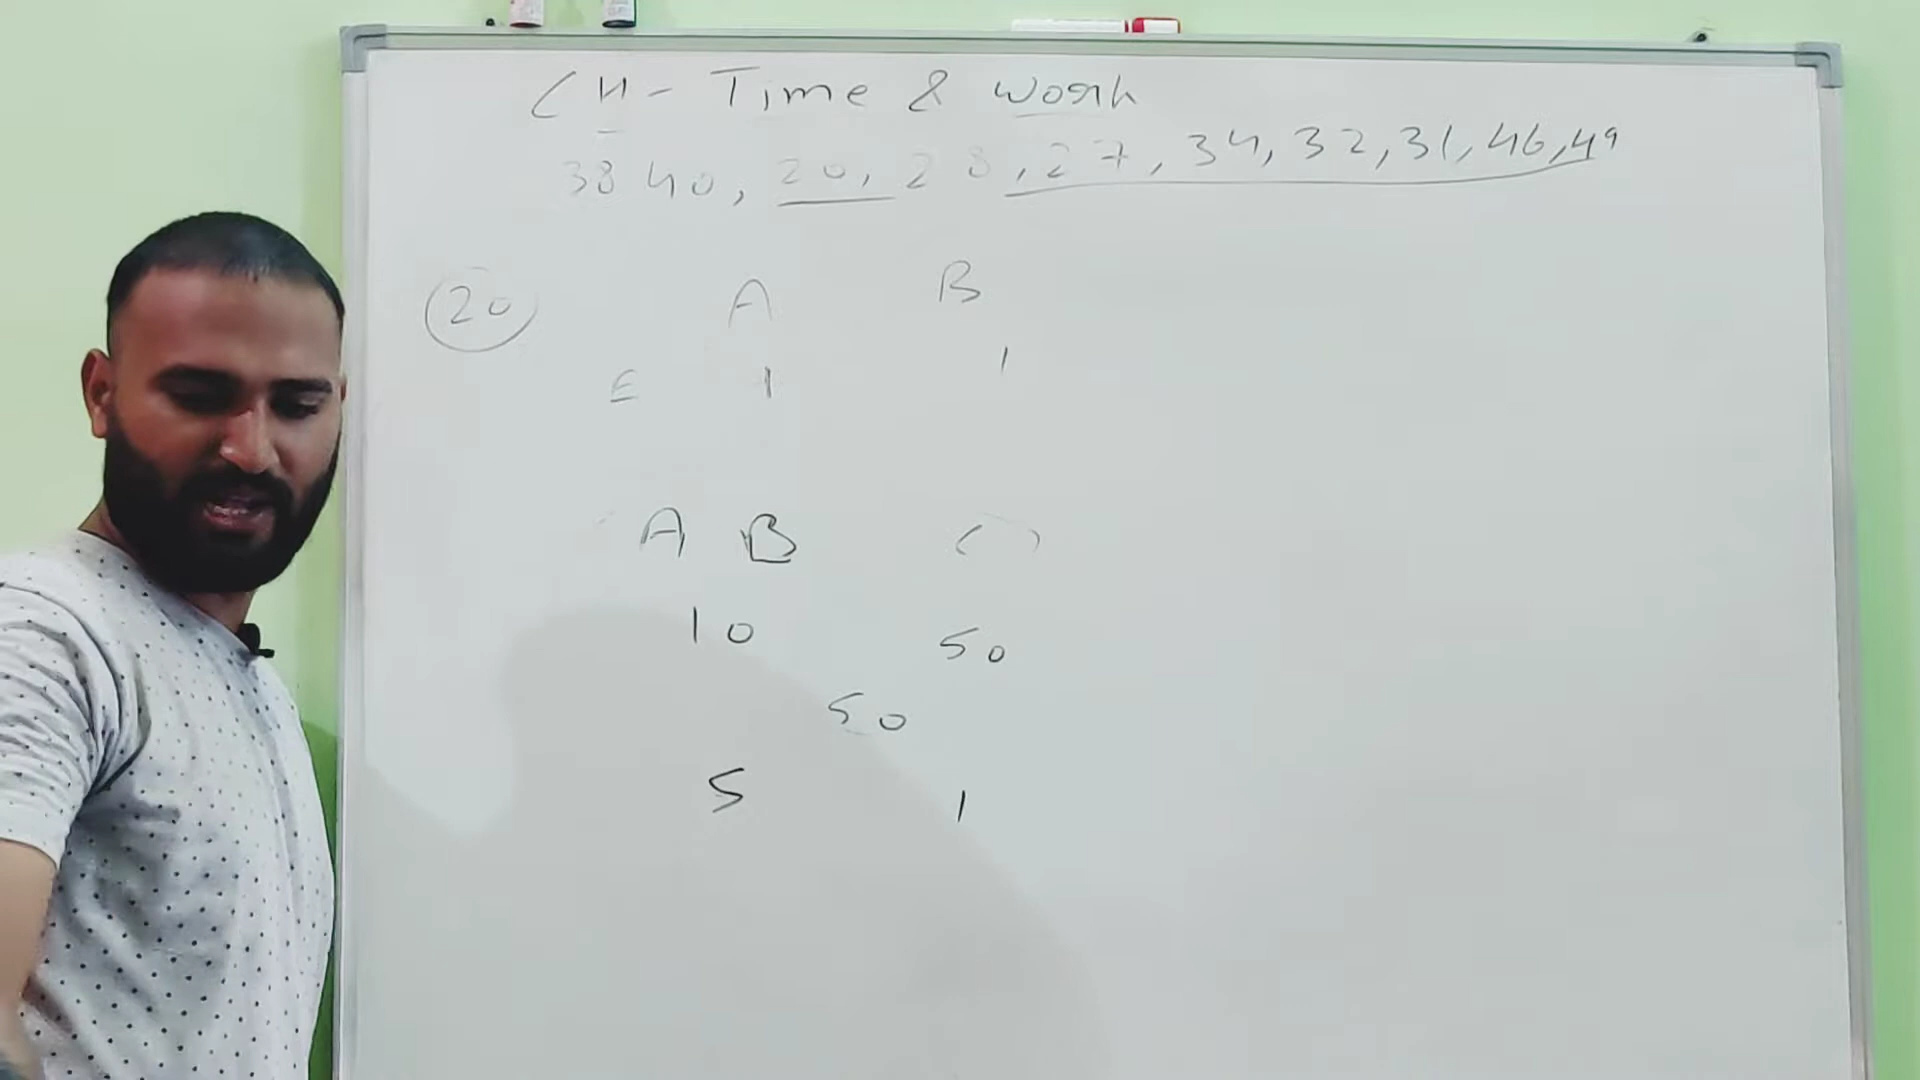 CH - Time & Work
38 40, 20, 28, 27, 34, 32, 31, 46, 49
20 A B
E 1 1
A B C
10 50
50
5 1